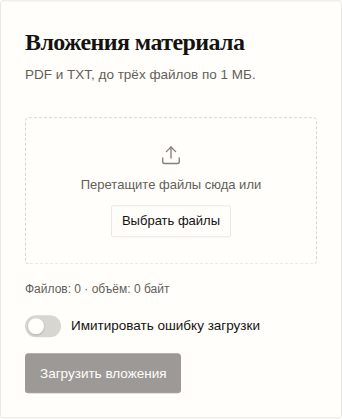 Вложения материала
PDF и TXT, до трёх файлов по 1 МБ.
Перетащите файлы сюда или
Выбрать файлы
Файлов: 0 · объём: 0 байт
Имитировать ошибку загрузки
Загрузить вложения